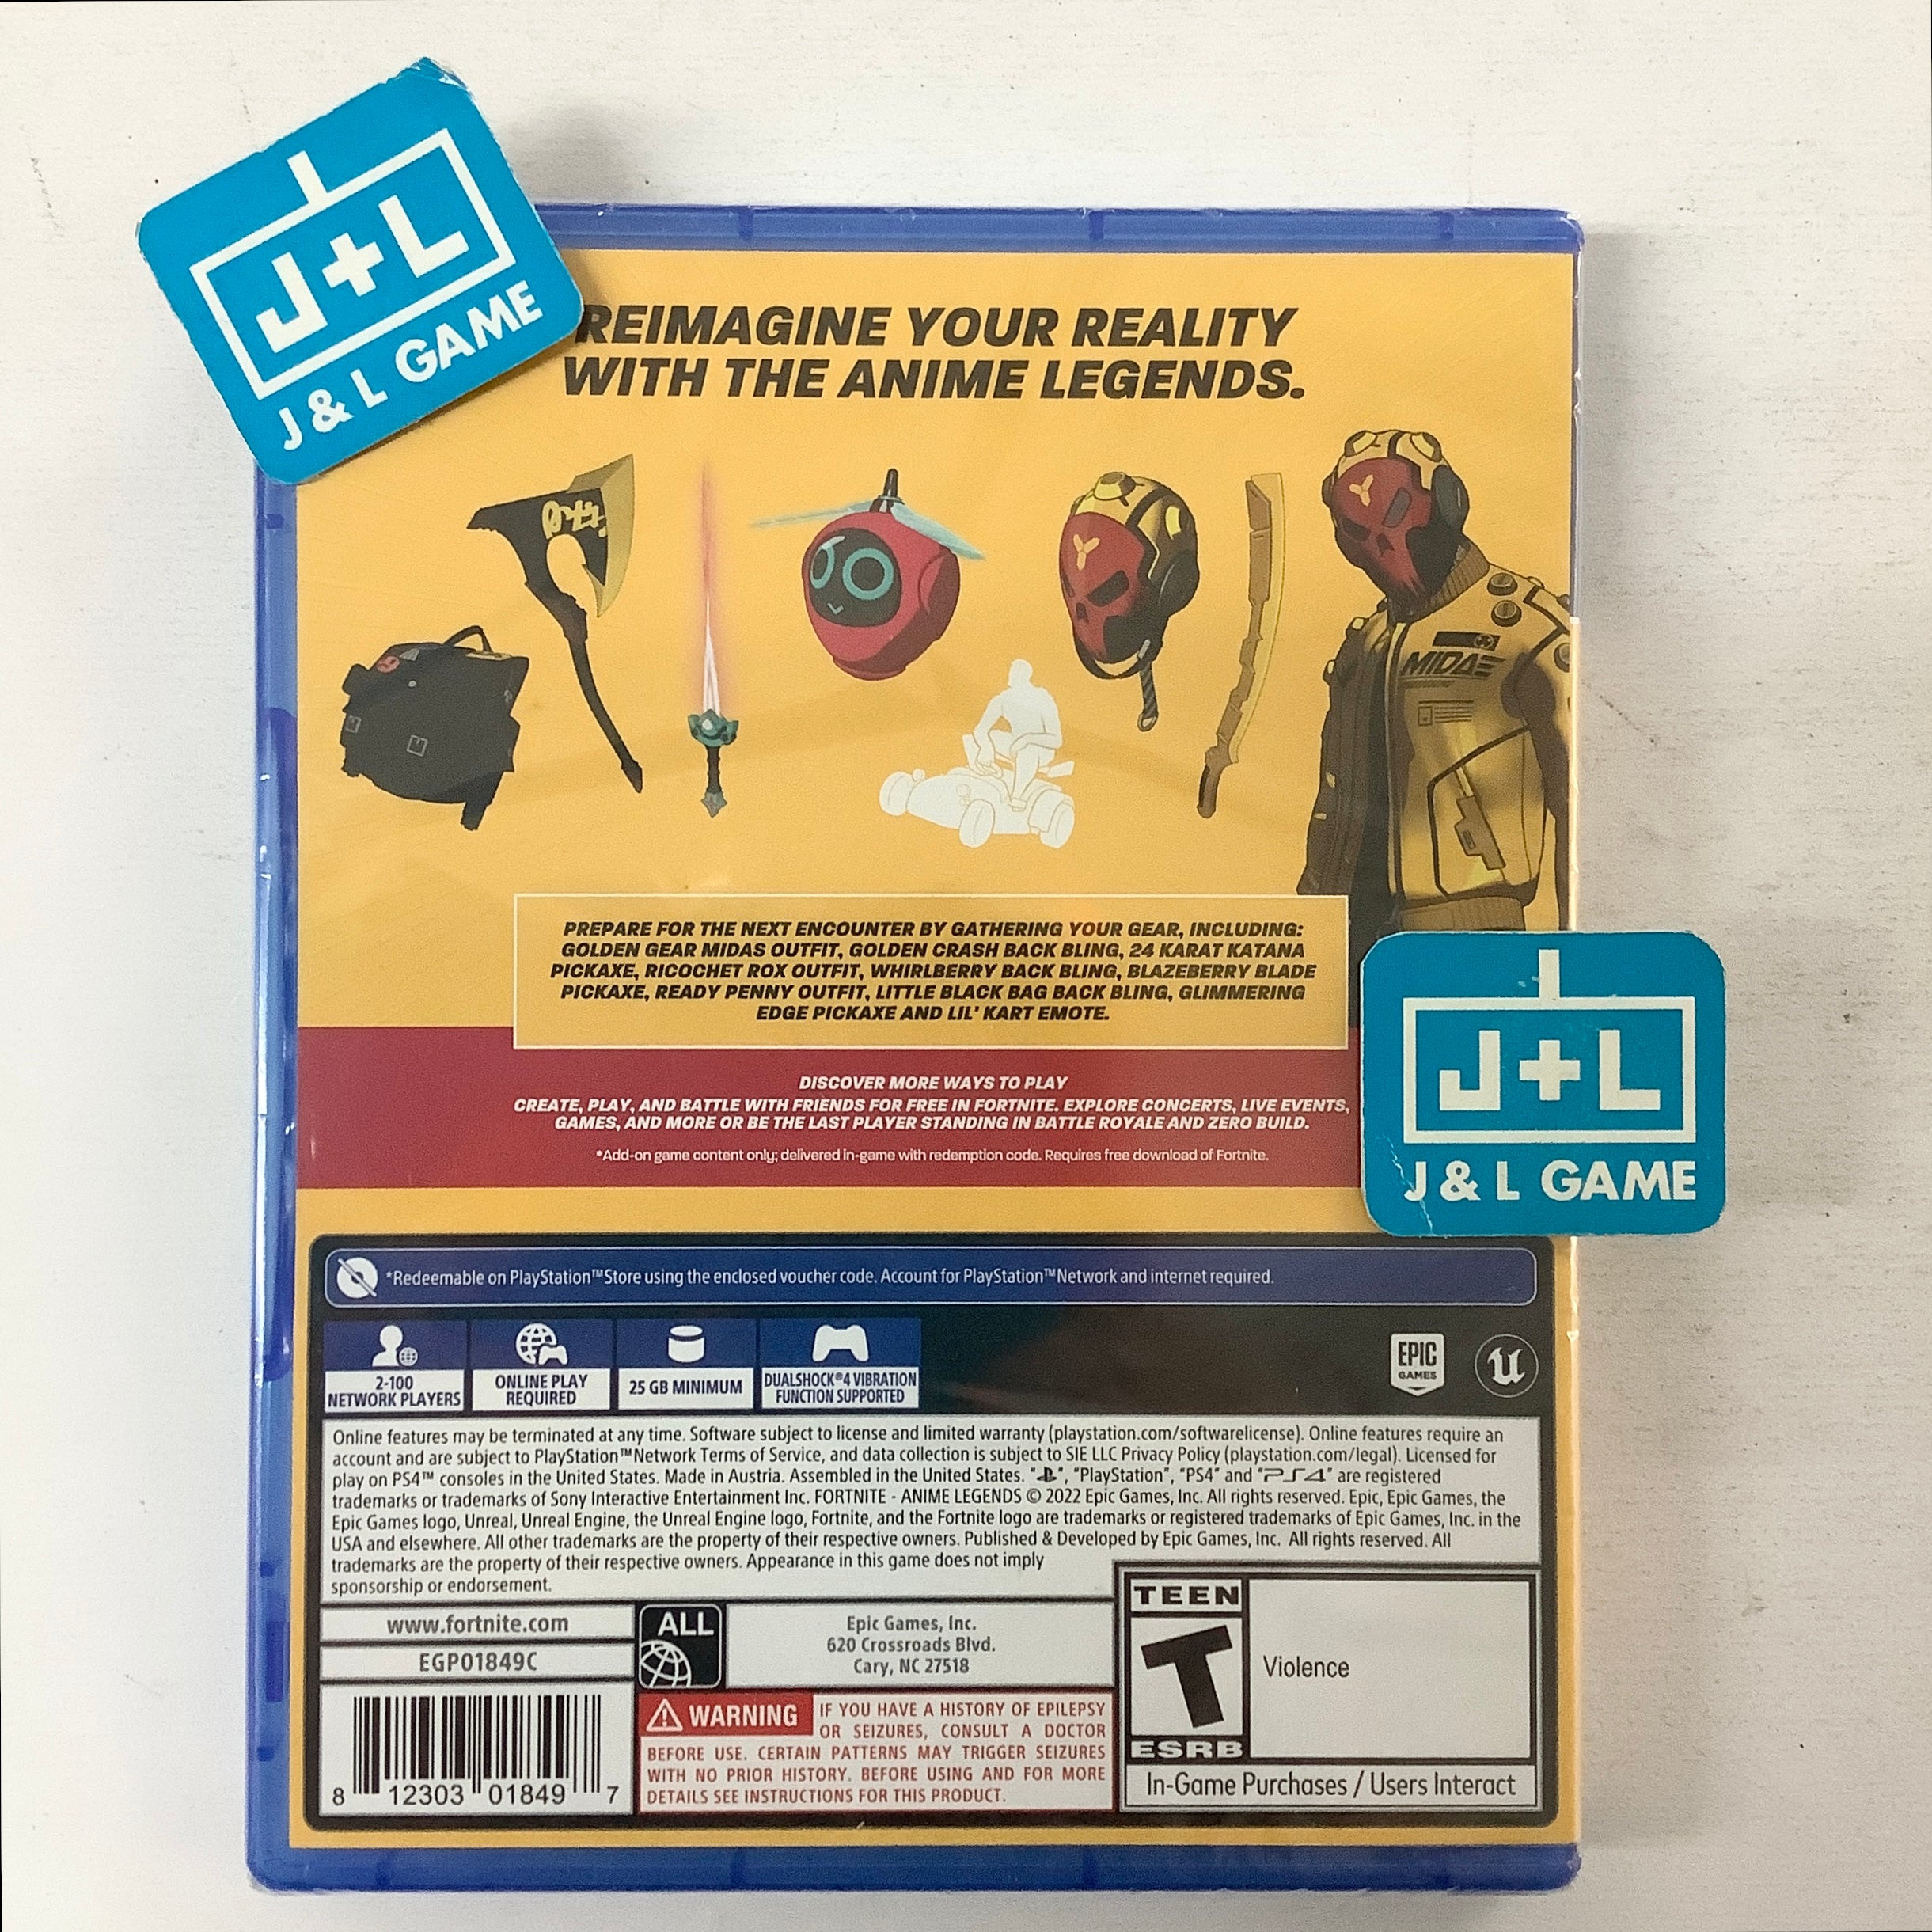 J+L
J & L GAME
REIMAGINE YOUR REALITY
WITH THE ANIME LEGENDS.
MIDAE
PREPARE FOR THE NEXT ENCOUNTER BY GATHERING YOUR GEAR, INCLUDING:
GOLDEN GEAR MIDAS OUTFIT, GOLDEN CRASH BACK BLING, 24 KARAT KATANA
PICKAXE, RICOCHET ROX OUTFIT, WHIRLBERRY BACK BLING, BLAZEBERRY BLADE
PICKAXE, READY PENNY OUTFIT, LITTLE BLACK BAG BACK BLING, GLIMMERING
EDGE PICKAXE AND LIL' KART EMOTE.
J+L
J & L GAME
DISCOVER MORE WAYS TO PLAY
CREATE, PLAY, AND BATTLE WITH FRIENDS FOR FREE IN FORTNITE. EXPLORE CONCERTS, LIVE EVENTS,
GAMES, AND MORE OR BE THE LAST PLAYER STANDING IN BATTLE ROYALE AND ZERO BUILD.
*Add-on game content only; delivered in-game with redemption code. Requires free download of Fortnite.
*Redeemable on PlayStation™Store using the enclosed voucher code. Account for PlayStation™Network and internet required.
2-100
NETWORK PLAYERS
ONLINE PLAY
REQUIRED
25 GB MINIMUM
DUALSHOCK®4 VIBRATION
FUNCTION SUPPORTED
EPIC
GAMES
Online features may be terminated at any time. Software subject to license and limited warranty (playstation.com/softwarelicense). Online features require an
account and are subject to PlayStation™Network Terms of Service, and data collection is subject to SIE LLC Privacy Policy (playstation.com/legal). Licensed for
play on PS4™ consoles in the United States. Made in Austria. Assembled in the United States. "PS", "PlayStation", "PS4" and "PS4" are registered
trademarks or trademarks of Sony Interactive Entertainment Inc. FORTNITE - ANIME LEGENDS © 2022 Epic Games, Inc. All rights reserved. Epic, Epic Games, the
Epic Games logo, Unreal, Unreal Engine, the Unreal Engine logo, Fortnite, and the Fortnite logo are trademarks or registered trademarks of Epic Games, Inc. in the
USA and elsewhere. All other trademarks are the property of their respective owners. Published & Developed by Epic Games, Inc. All rights reserved. All
trademarks are the property of their respective owners. Appearance in this game does not imply
sponsorship or endorsement.
www.fortnite.com
EGP01849C
ALL
Epic Games, Inc.
620 Crossroads Blvd.
Cary, NC 27518
TEEN
T
ESRB
Violence
In-Game Purchases / Users Interact
WARNING IF YOU HAVE A HISTORY OF EPILEPSY
OR SEIZURES, CONSULT A DOCTOR
BEFORE USE. CERTAIN PATTERNS MAY TRIGGER SEIZURES
WITH NO PRIOR HISTORY. BEFORE USING AND FOR MORE
DETAILS SEE INSTRUCTIONS FOR THIS PRODUCT.
8 12303 01849 7